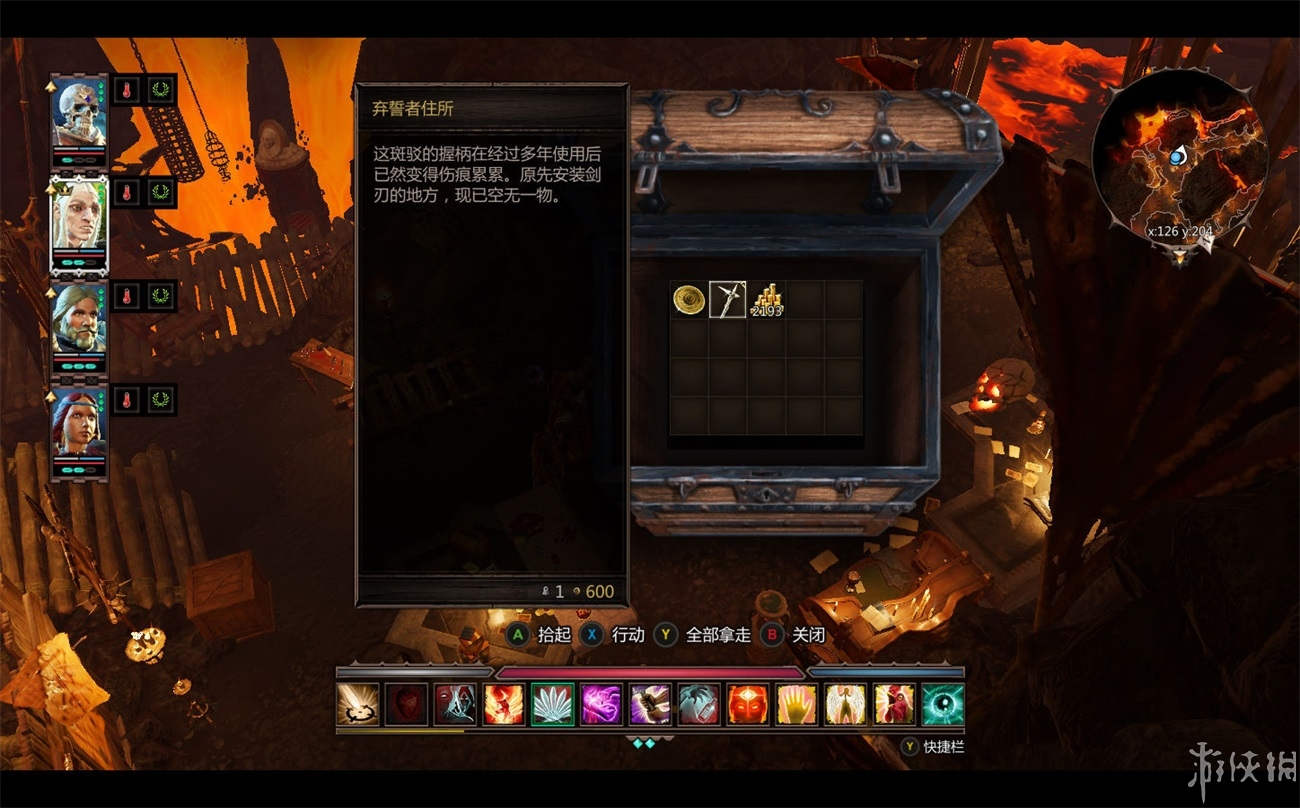 弃誓者住所
这斑驳的握柄在经过多年使用后
已然变得伤痕累累。原先安装剑
刃的地方，现已空无一物。
2193
x:126 y:204
1 600
A 拾起 X 行动 Y 全部拿走 B 关闭
Y 快捷栏
游侠网